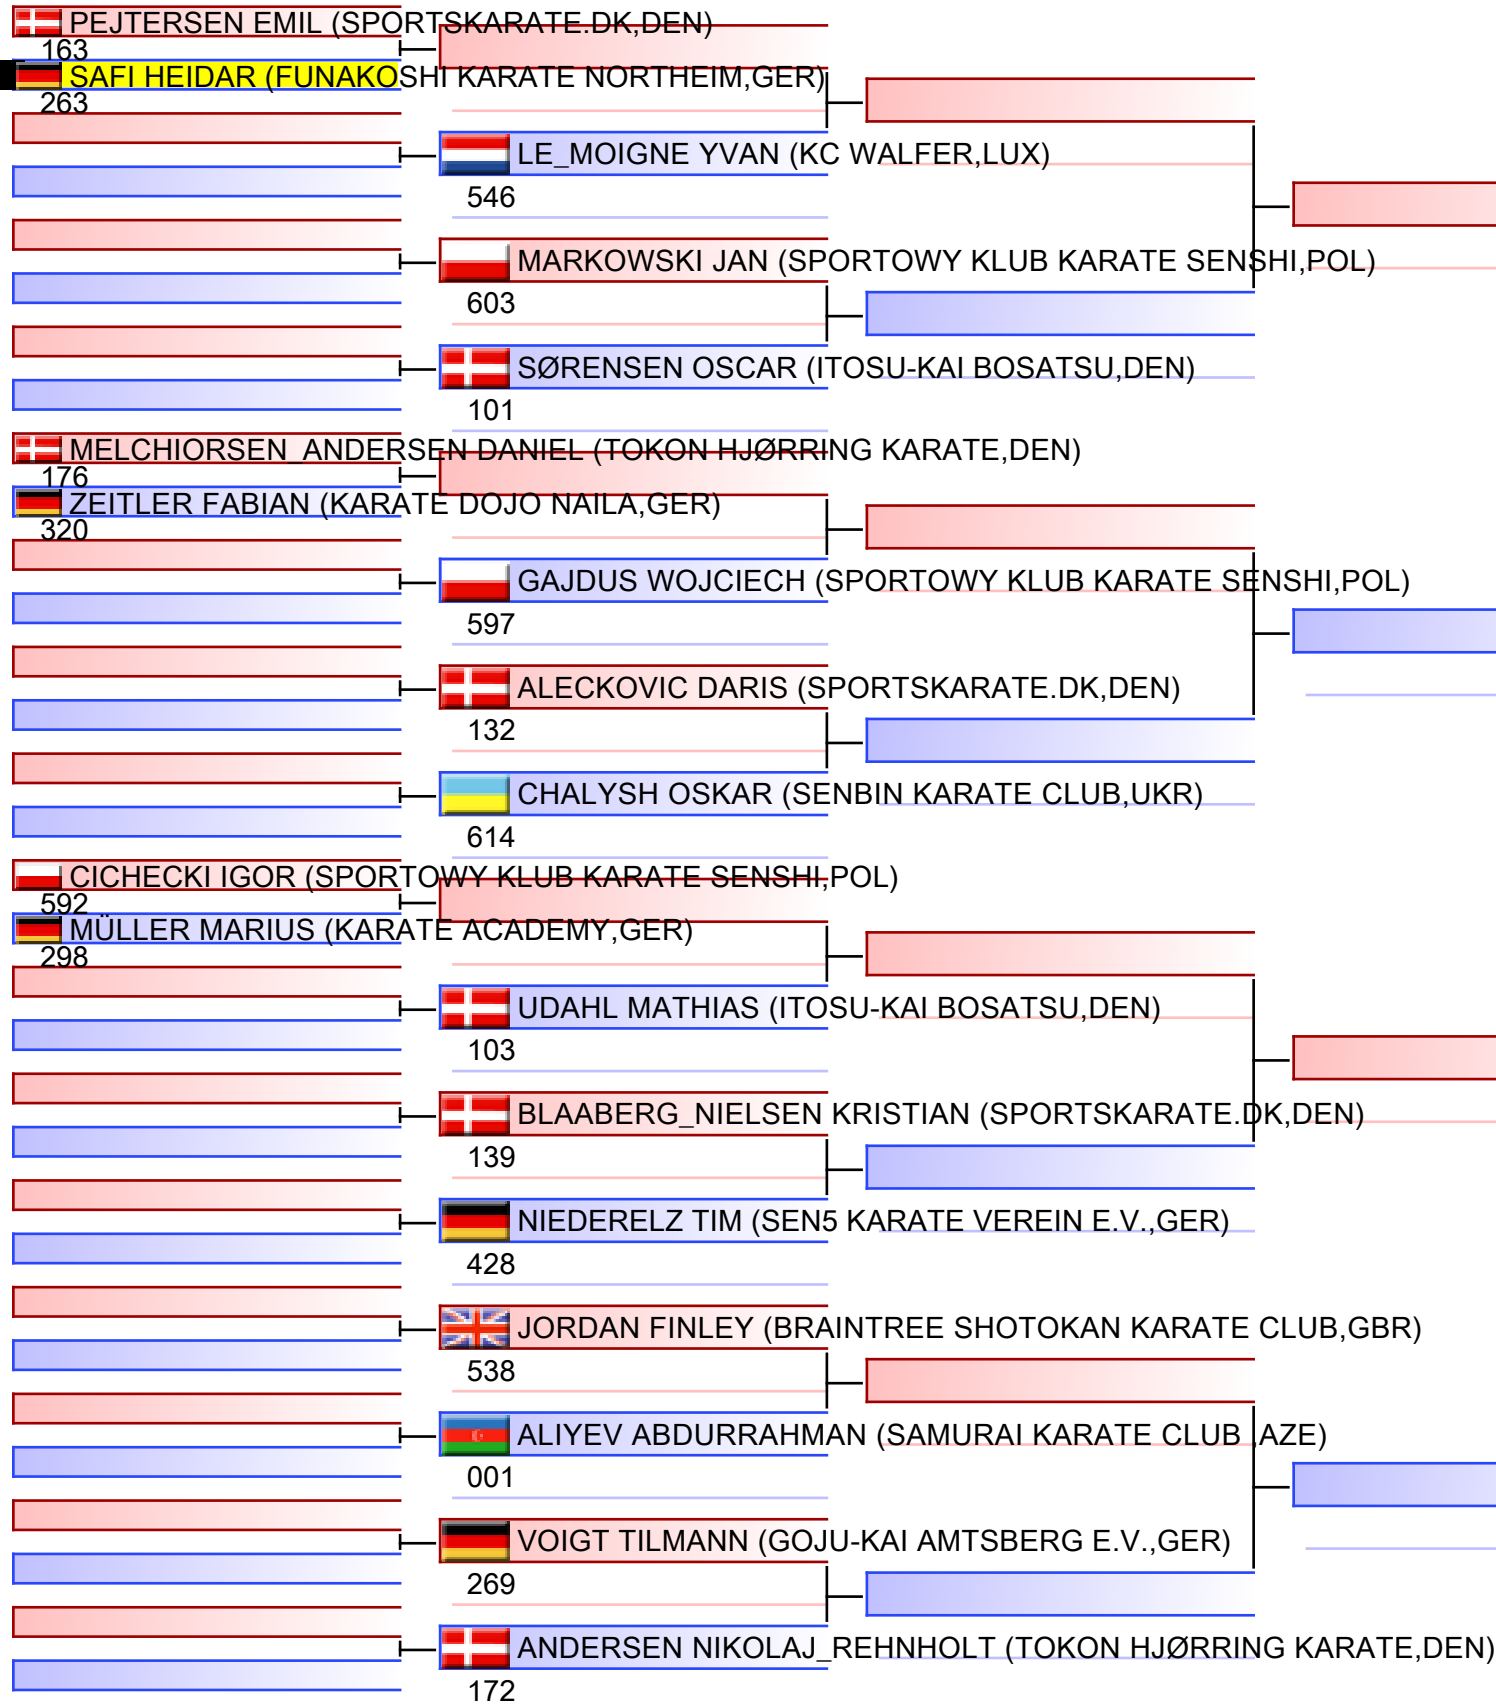 PEJTERSEN EMIL (SPORTSKARATE.DK,DEN)
163
SAFI HEIDAR (FUNAKOSHI KARATE NORTHEIM,GER)
263
LE_MOIGNE YVAN (KC WALFER,LUX)
546
MARKOWSKI JAN (SPORTOWY KLUB KARATE SENSHI,POL)
603
SØRENSEN OSCAR (ITOSU-KAI BOSATSU,DEN)
101
MELCHIORSEN_ANDERSEN DANIEL (TOKON HJØRRING KARATE,DEN)
176
ZEITLER FABIAN (KARATE DOJO NAILA,GER)
320
GAJDUS WOJCIECH (SPORTOWY KLUB KARATE SENSHI,POL)
597
ALECKOVIC DARIS (SPORTSKARATE.DK,DEN)
132
CHALYSH OSKAR (SENBIN KARATE CLUB,UKR)
614
CICHECKI IGOR (SPORTOWY KLUB KARATE SENSHI,POL)
592
MÜLLER MARIUS (KARATE ACADEMY,GER)
298
UDAHL MATHIAS (ITOSU-KAI BOSATSU,DEN)
103
BLAABERG_NIELSEN KRISTIAN (SPORTSKARATE.DK,DEN)
139
NIEDERELZ TIM (SEN5 KARATE VEREIN E.V.,GER)
428
JORDAN FINLEY (BRAINTREE SHOTOKAN KARATE CLUB,GBR)
538
ALIYEV ABDURRAHMAN (SAMURAI KARATE CLUB ,AZE)
001
VOIGT TILMANN (GOJU-KAI AMTSBERG E.V.,GER)
269
ANDERSEN NIKOLAJ_REHNHOLT (TOKON HJØRRING KARATE,DEN)
172